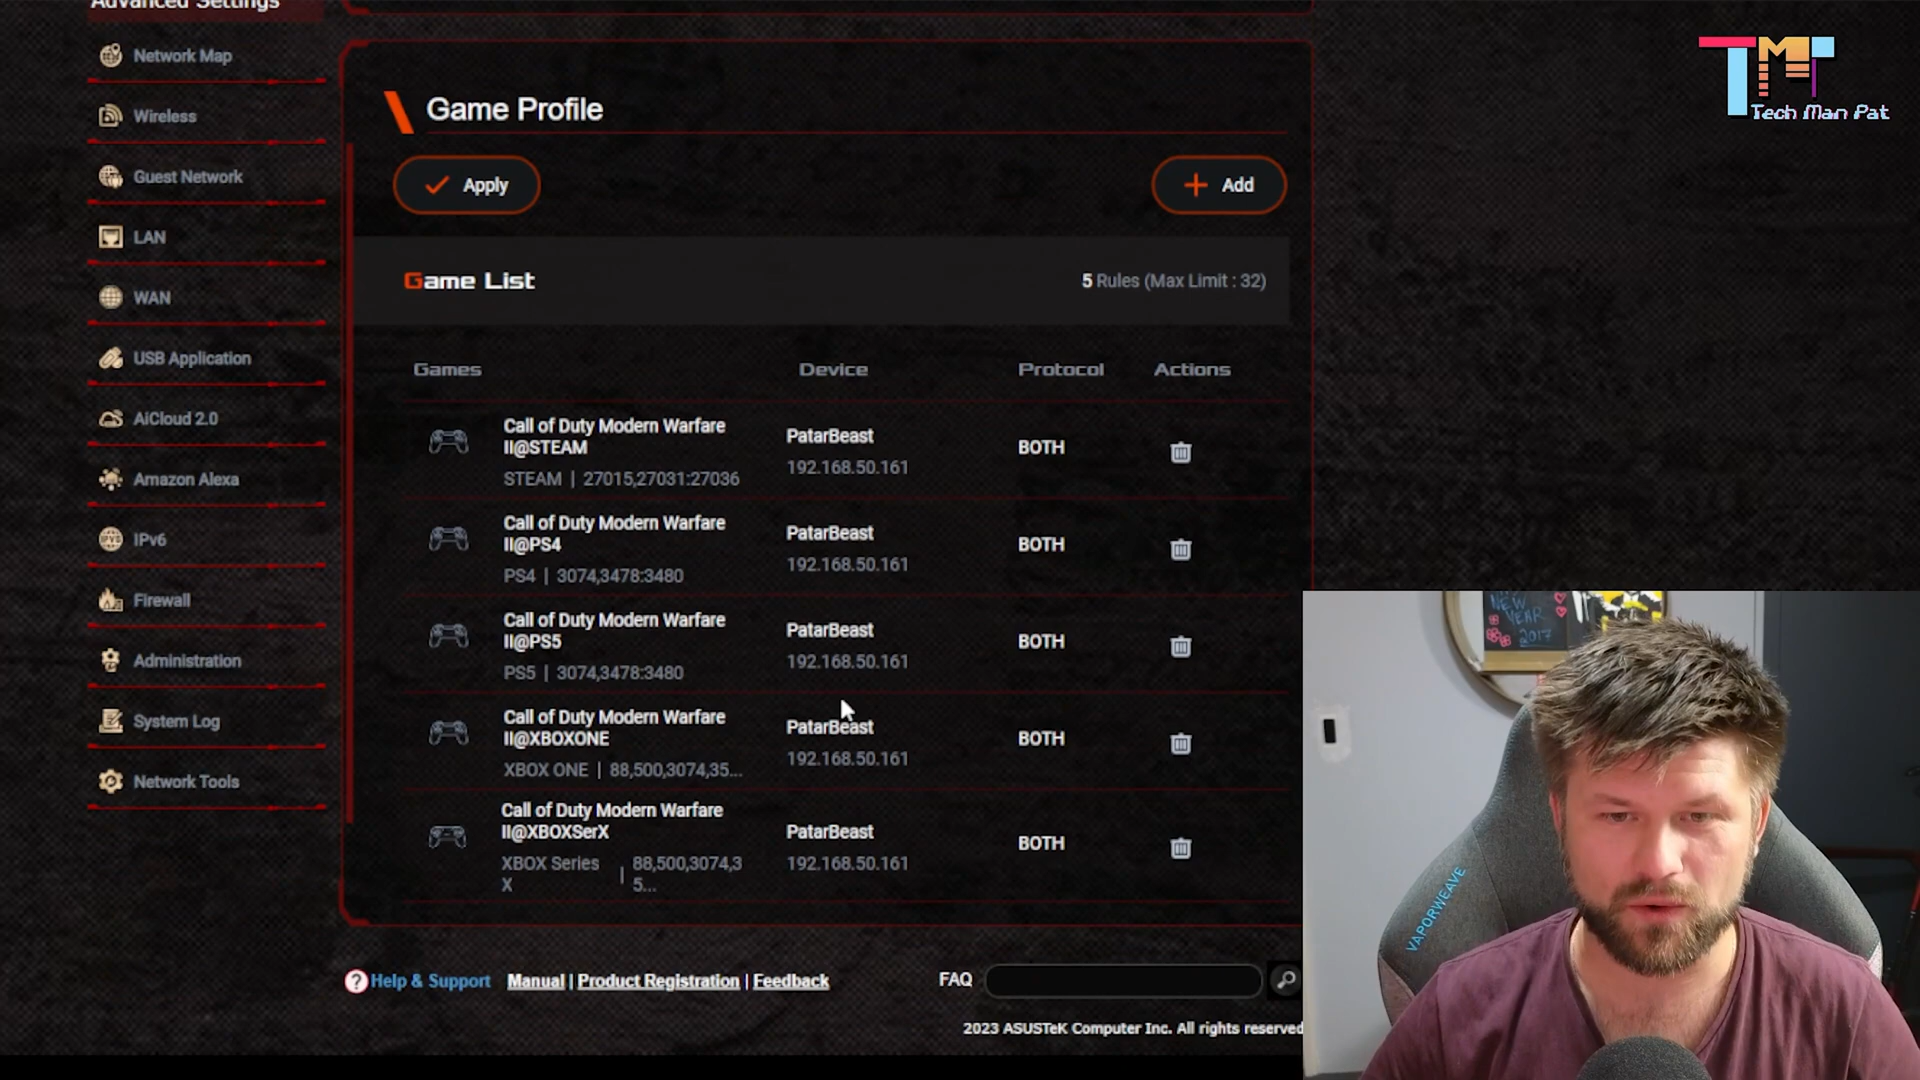 Advanced Settings
Network Map
Wireless
Guest Network
LAN
WAN
USB Application
AiCloud 2.0
Amazon Alexa
IPv6
Firewall
Administration
System Log
Network Tools
Game Profile
Apply
Add
Game List
5 Rules (Max Limit : 32)
Games Device Protocol Actions
Call of Duty Modern Warfare
II@STEAM
STEAM | 27015,27031:27036
PatarBeast
192.168.50.161
BOTH
Call of Duty Modern Warfare
II@PS4
PS4 | 3074,3478:3480
PatarBeast
192.168.50.161
BOTH
Call of Duty Modern Warfare
II@PS5
PS5 | 3074,3478:3480
PatarBeast
192.168.50.161
BOTH
Call of Duty Modern Warfare
II@XBOXONE
XBOX ONE | 88,500,3074,35...
PatarBeast
192.168.50.161
BOTH
Call of Duty Modern Warfare
II@XBOXSerX
XBOX Series
X
|
88,500,3074,3
5...
PatarBeast
192.168.50.161
BOTH
? Help & Support
Manual | Product Registration | Feedback
FAQ
2023 ASUSTeK Computer Inc. All rights reserved
TMP
Tech Man Pat
NEW
YEAR
2017
VAPORWEAVE